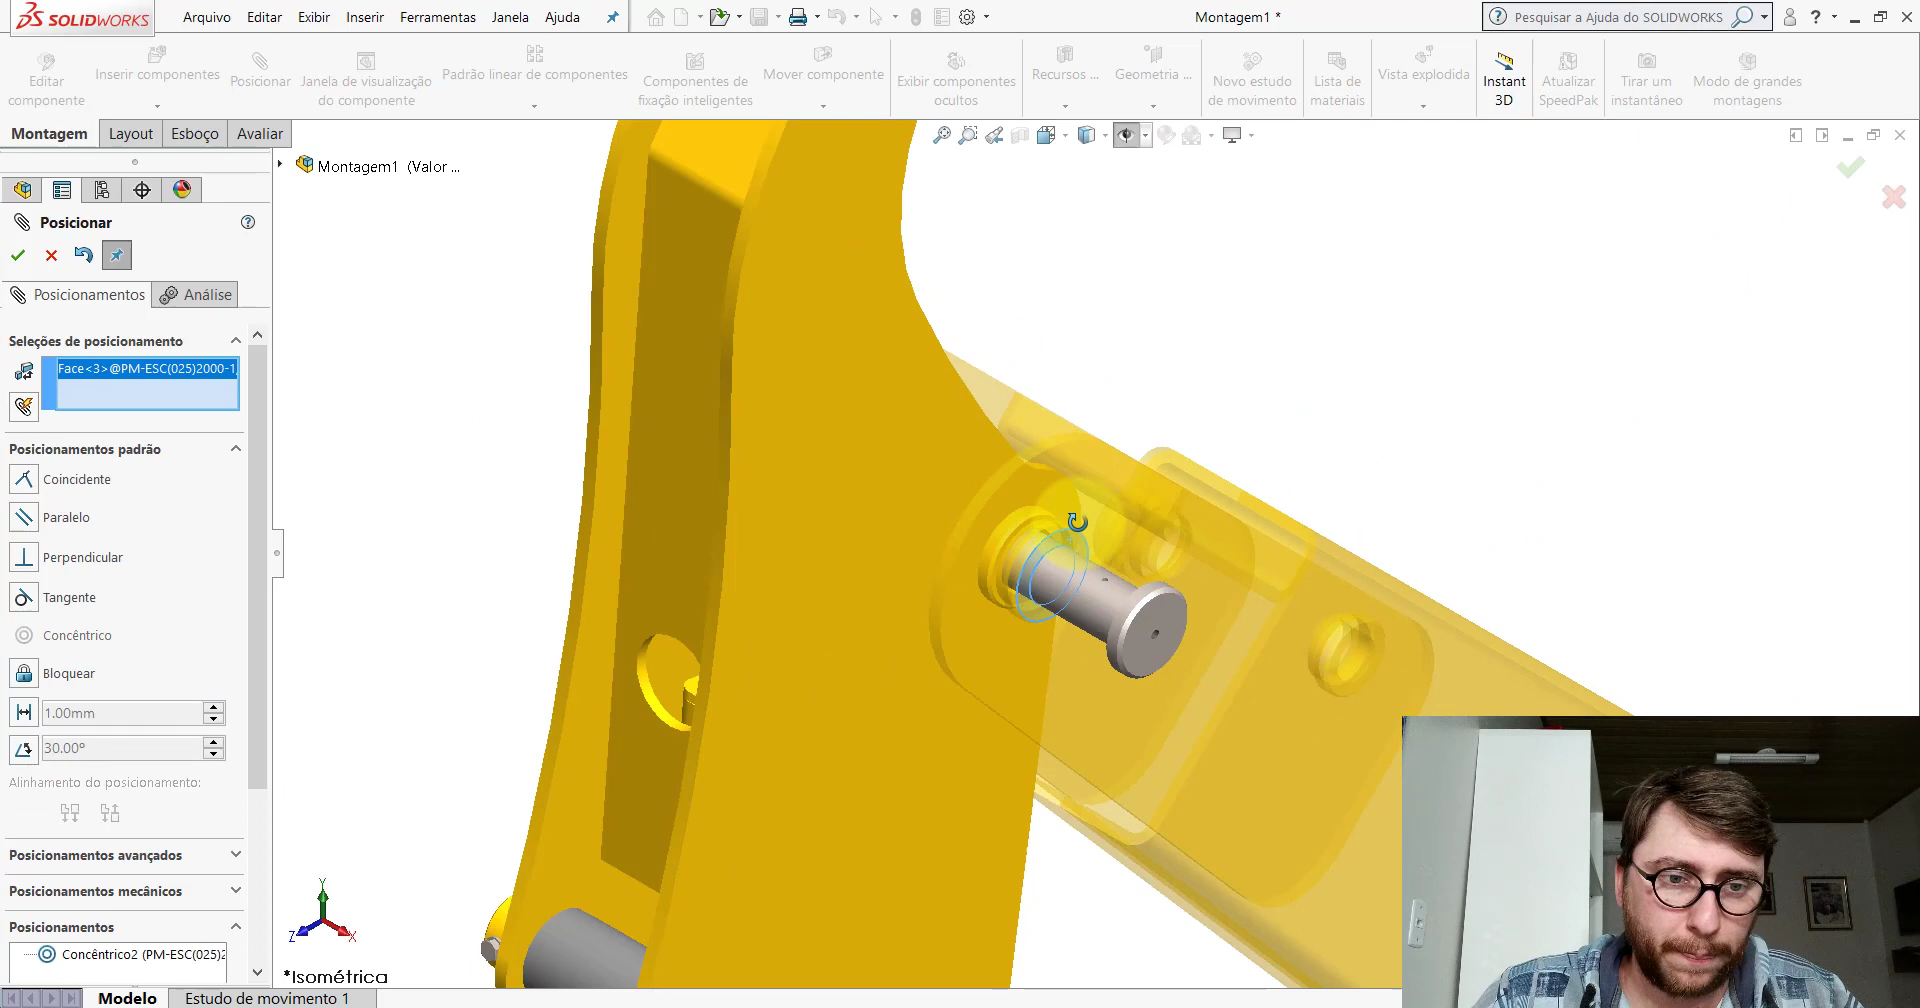 SOLIDWORKS
Arquivo Editar Exibir Inserir Ferramentas Janela Ajuda
Montagem1 *
Pesquisar a Ajuda do SOLIDWORKS
Editar componente
Inserir componentes
Posicionar
Janela de visualização do componente
Padrão linear de componentes
Componentes de fixação inteligentes
Mover componente
Exibir componentes ocultos
Recursos ...
Geometria ...
Novo estudo de movimento
Lista de materiais
Vista explodida
Instant 3D
Atualizar SpeedPak
Tirar um instantâneo
Modo de grandes montagens
Montagem Layout Esboço Avaliar
Montagem1 (Valor ...
Posicionar
Posicionamentos Análise
Seleções de posicionamento
Face<3>@PM-ESC(025)2000-1
Posicionamentos padrão
Coincidente
Paralelo
Perpendicular
Tangente
Concêntrico
Bloquear
1.00mm
30.00°
Alinhamento do posicionamento:
Posicionamentos avançados
Posicionamentos mecânicos
Posicionamentos
Concêntrico2 (PM-ESC(025)2
Y
Z X
*Isométrica
Modelo Estudo de movimento 1